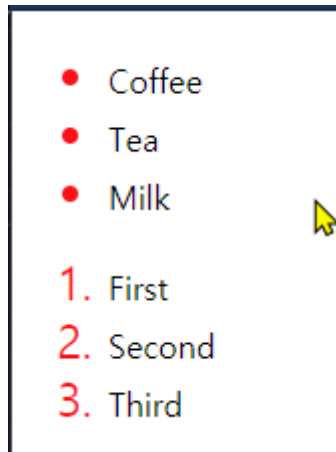 • Coffee
• Tea
• Milk
1. First
2. Second
3. Third